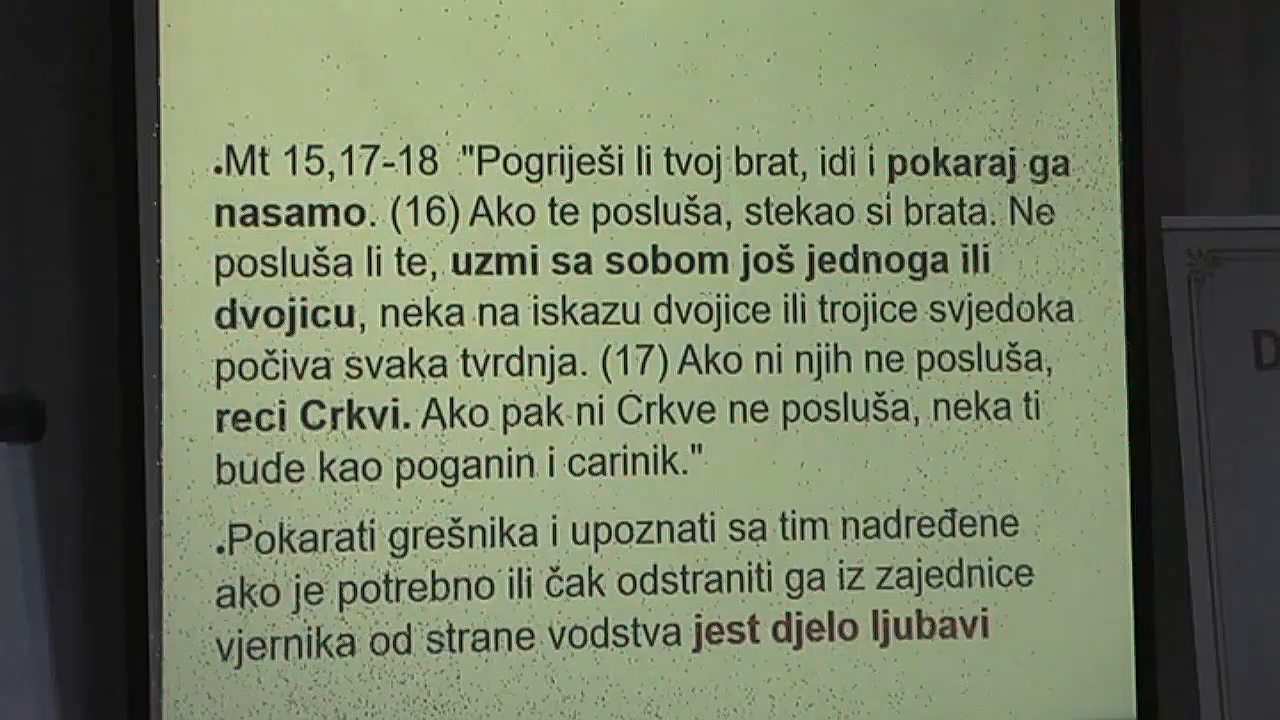 .Mt 15,17-18 "Pogriješi li tvoj brat, idi i pokaraj ga
nasamo. (16) Ako te posluša, stekao si brata. Ne
posluša li te, uzmi sa sobom još jednoga ili
dvojicu, neka na iskazu dvojice ili trojice svjedoka
počiva svaka tvrdnja. (17) Ako ni njih ne posluša,
reci Crkvi. Ako pak ni Crkve ne posluša, neka ti
bude kao poganin i carinik."
.Pokarati grešnika i upoznati sa tim nadređene
ako je potrebno ili čak odstraniti ga iz zajednice
vjernika od strane vodstva jest djelo ljubavi